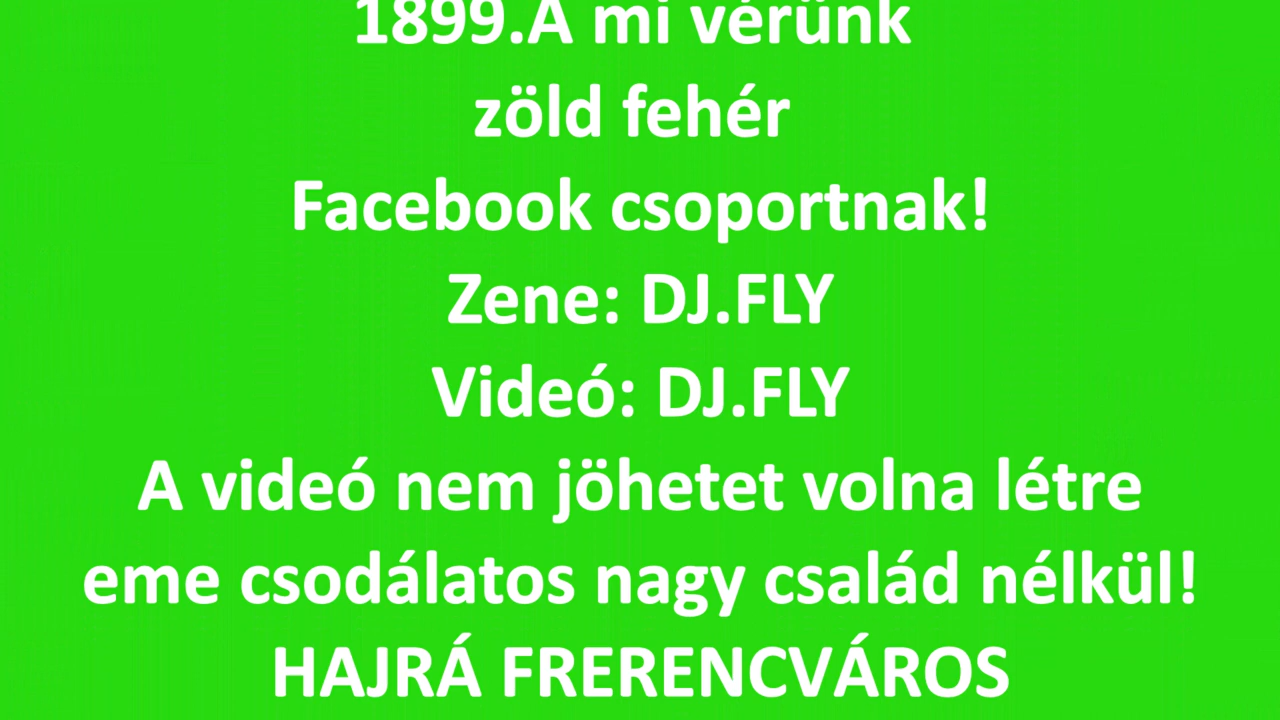 1899.A mi vérünk
zöld fehér
Facebook csoportnak!
Zene: DJ.FLY
Videó: DJ.FLY
A videó nem jöhetet volna létre
eme csodálatos nagy család nélkül!
HAJRÁ FRERENCVÁROS